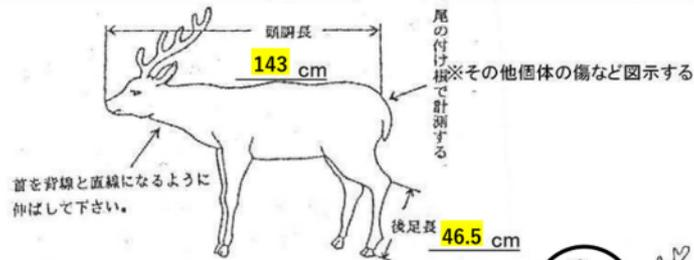 頭胴長
143 cm
尾の付け根で計測する
※その他個体の傷など図示する
首を背線と直線になるように
伸ばして下さい。
後足長 46.5 cm